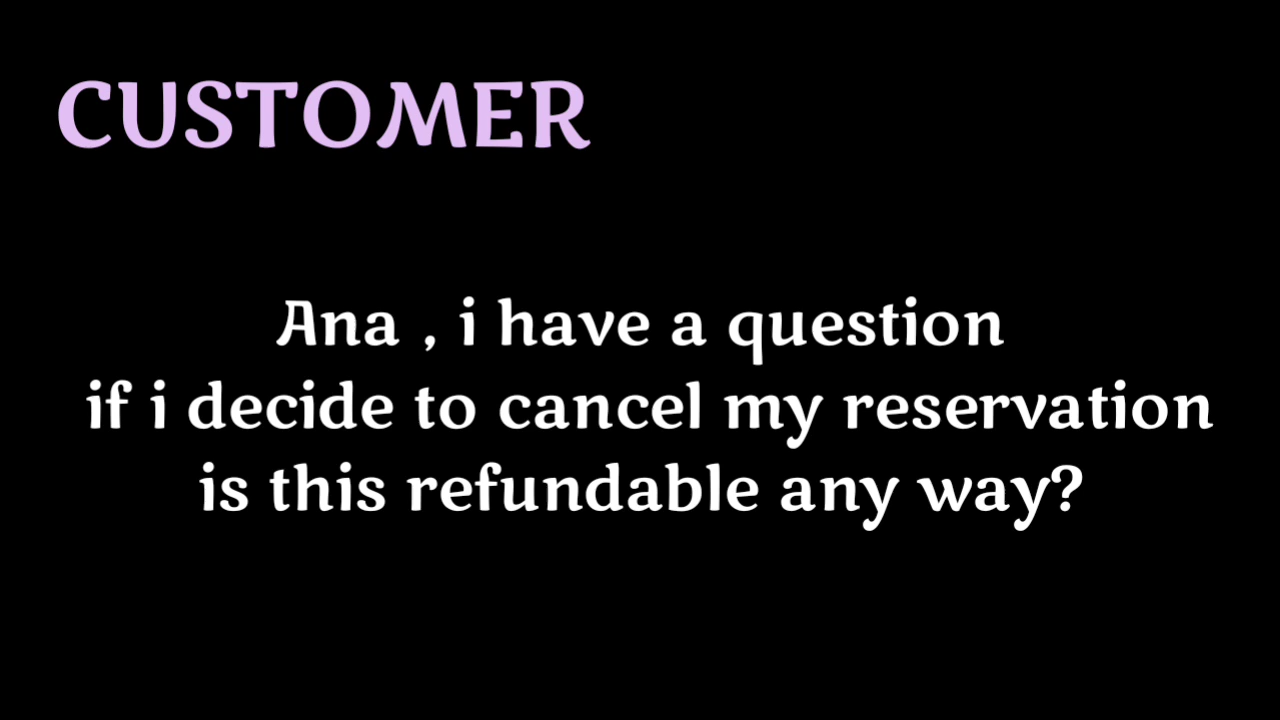 CUSTOMER
Ana , i have a question
if i decide to cancel my reservation
is this refundable any way?